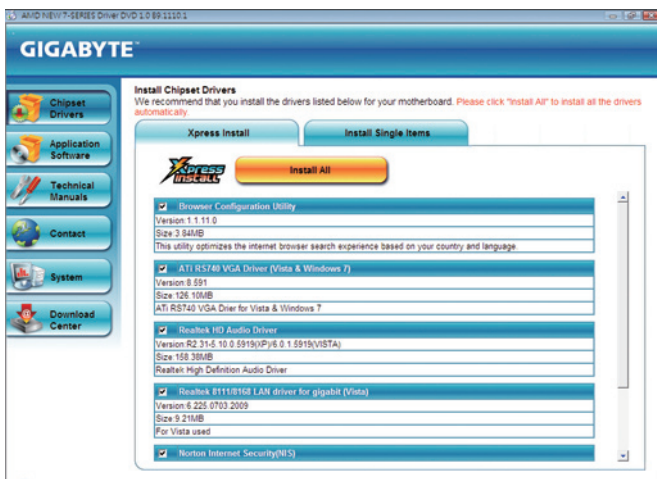 AMD NEW 7-SERIES Driver DVD 1.0 B9.1110.1
GIGABYTE™
Chipset
Drivers
Application
Software
Technical
Manuals
Contact
System
Download
Center
Install Chipset Drivers
We recommend that you install the drivers listed below for your motherboard. Please click "Install All" to install all the drivers
automatically.
Xpress Install
Install Single Items
Xpress
INSTALL
Install All
Browser Configuration Utility
Version:1.1.11.0
Size:3.84MB
This utility optimizes the internet browser search experience based on your country and language.
ATi RS740 VGA Driver (Vista & Windows 7)
Version:8.591
Size:126.10MB
ATi RS740 VGA Drier for Vista & Windows 7
Realtek HD Audio Driver
Version:R2.31-5.10.0.5919(XP)/6.0.1.5919(VISTA)
Size:158.38MB
Realtek High Definition Audio Driver
Realtek 8111/8168 LAN driver for gigabit (Vista)
Version:6.225.0703.2009
Size:9.21MB
For Vista used
Norton Internet Security(NIS)